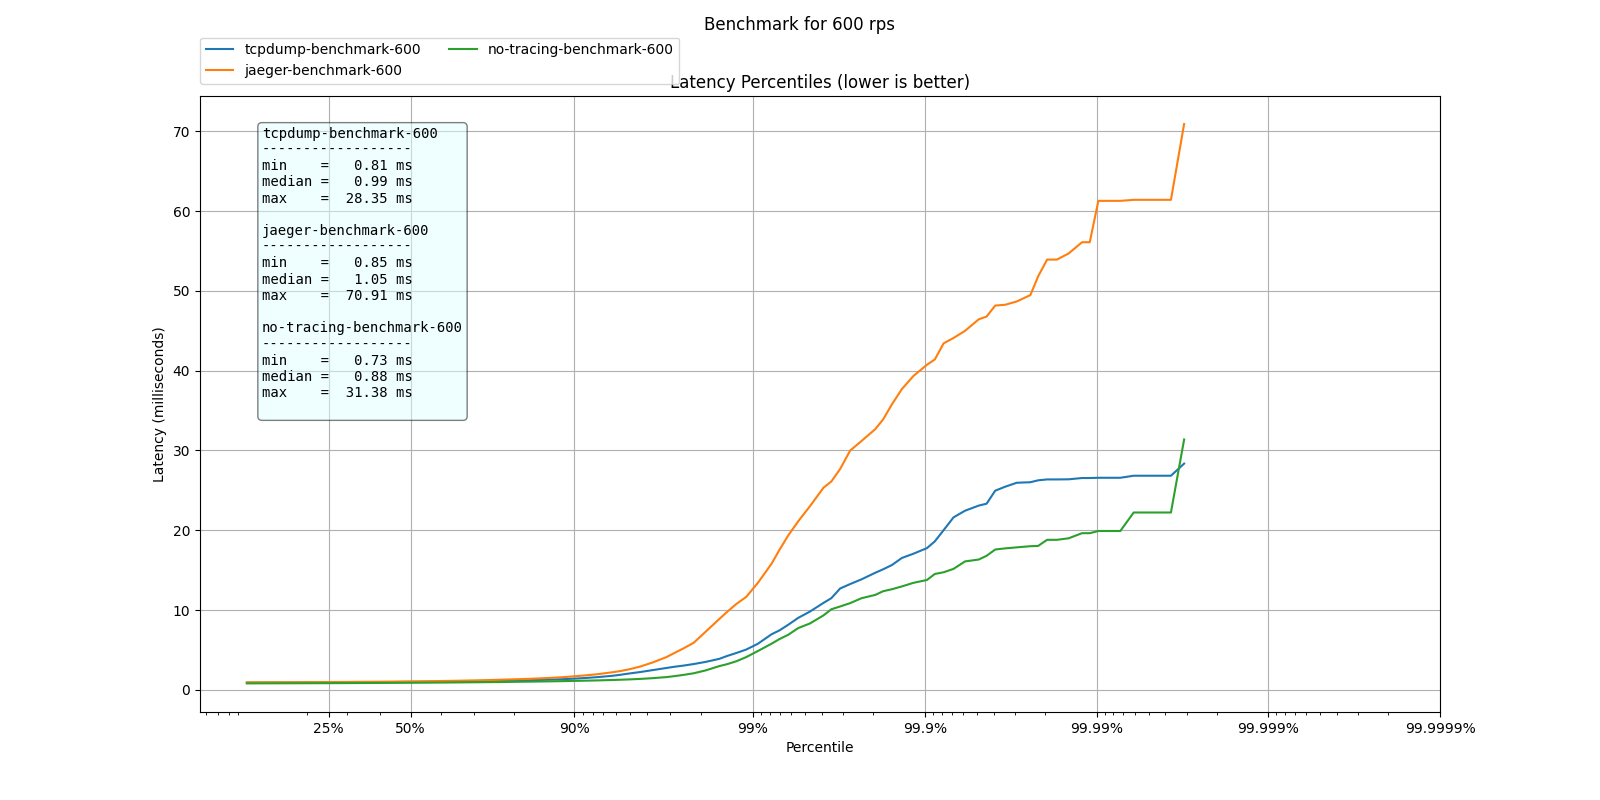 Benchmark for 600 rps
tcpdump-benchmark-600
no-tracing-benchmark-600
jaeger-benchmark-600
Latency Percentiles (lower is better)
tcpdump-benchmark-600
------------------
min    =   0.81 ms
median =   0.99 ms
max    =  28.35 ms
jaeger-benchmark-600
------------------
min    =   0.85 ms
median =   1.05 ms
max    =  70.91 ms
no-tracing-benchmark-600
------------------
min    =   0.73 ms
median =   0.88 ms
max    =  31.38 ms
Latency (milliseconds)
70
60
50
40
30
20
10
0
25% 50% 90% 99% 99.9% 99.99% 99.999% 99.9999%
Percentile